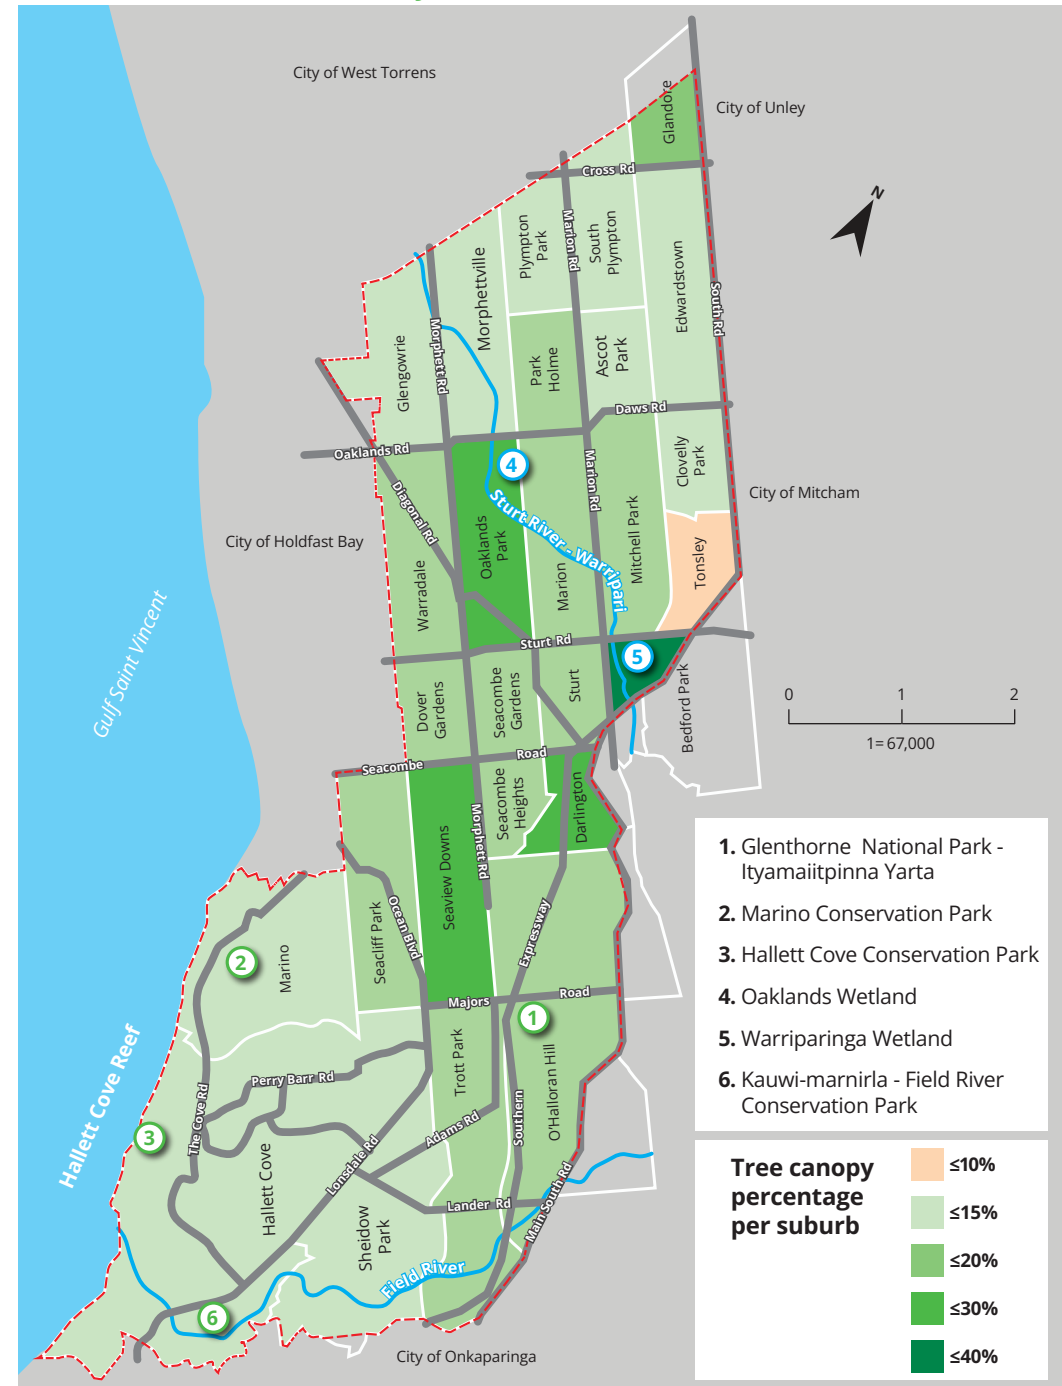 City of West Torrens
City of Unley
Glandore
Cross Rd
N
Plympton
Park
Marion Rd
South
Plympton
Morphettville
Edwardstown
South Rd
Glengowrie
Morphett Rd
Park
Holme
Ascot
Park
Daws Rd
Oaklands Rd
Clovelly
Park
Marion Rd
4
City of Mitcham
Diagonal Rd
Sturt River - Warripari
City of Holdfast Bay
Oaklands
Park
Mitchell Park
Tonsley
Warradale
Marion
Gulf Saint Vincent
Sturt Rd
5
Dover
Gardens
Seacombe
Gardens
Sturt
Bedford Park
0 1 2
1= 67,000
Seacombe Road
Seacombe
Heights
Darlington
Morphett Rd
Seaview Downs
Seacliff Park
Ocean Blvd
Expressway
2
Marino
Majors Road
1
Hallett Cove Reef
Trott Park
O'Halloran Hill
Perry Barr Rd
The Cove Rd
3
Adams Rd
Southern
Hallett Cove
Lonsdale Rd
Lander Rd
Main South Rd
Sheidow
Park
Field River
6
City of Onkaparinga
1. Glenthorne National Park -
Ityamaiitpinna Yarta
2. Marino Conservation Park
3. Hallett Cove Conservation Park
4. Oaklands Wetland
5. Warriparinga Wetland
6. Kauwi-marnirla - Field River
Conservation Park
Tree canopy
percentage
per suburb
≤10%
≤15%
≤20%
≤30%
≤40%